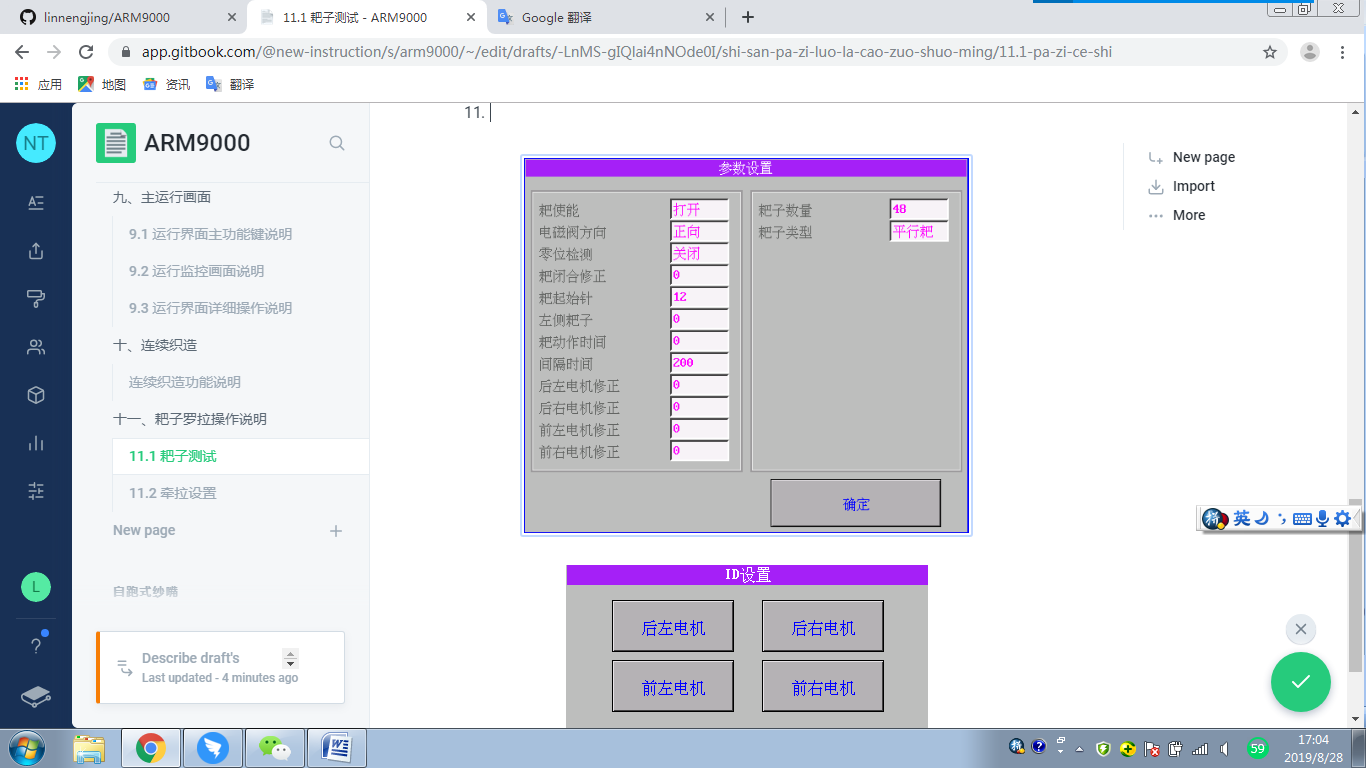 linnengjing/ARM9000
11.1 耙子测试 - ARM9000
Google 翻译
app.gitbook.com/@new-instruction/s/arm9000/~/edit/drafts/-LnMS-gIQlai4nNOde0I/shi-san-pa-zi-luo-la-cao-zuo-shuo-ming/11.1-pa-zi-ce-shi
应用
地图
资讯
翻译
NT
ARM9000
九、主运行画面
9.1 运行界面主功能键说明
9.2 运行监控画面说明
9.3 运行界面详细操作说明
十、连续织造
连续织造功能说明
十一、耙子罗拉操作说明
11.1 耙子测试
11.2 牵拉设置
New page
自跑式纱嘴
L
?
Describe draft's
Last updated - 4 minutes ago
11.
参数设置
耙使能 打开
电磁阀方向 正向
零位检测 关闭
耙闭合修正 0
耙起始针 12
左侧耙子 0
耙动作时间 0
间隔时间 200
后左电机修正 0
后右电机修正 0
前左电机修正 0
前右电机修正 0
耙子数量 48
耙子类型 平行耙
确定
ID设置
后左电机
后右电机
前左电机
前右电机
New page
Import
More
英
59
17:04
2019/8/28